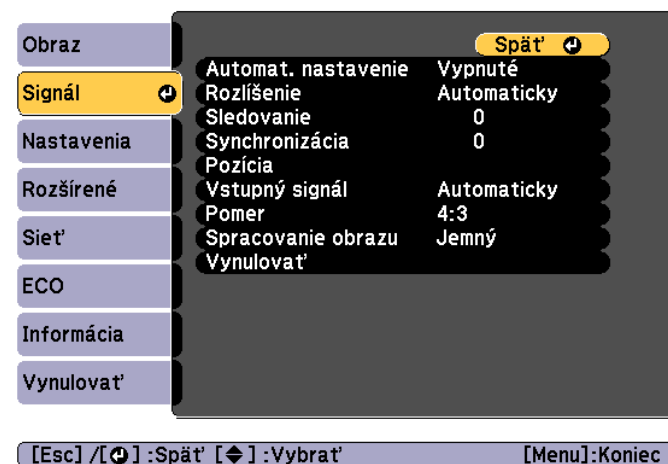 Obraz
Signál
Nastavenia
Rozšírené
Sieť
ECO
Informácia
Vynulovať
Späť
Automat. nastavenie Vypnuté
Rozlíšenie Automaticky
Sledovanie 0
Synchronizácia 0
Pozícia
Vstupný signál Automaticky
Pomer 4:3
Spracovanie obrazu Jemný
Vynulovať
[Esc] /[⏎] :Späť [◆] :Vybrať [Menu]:Koniec